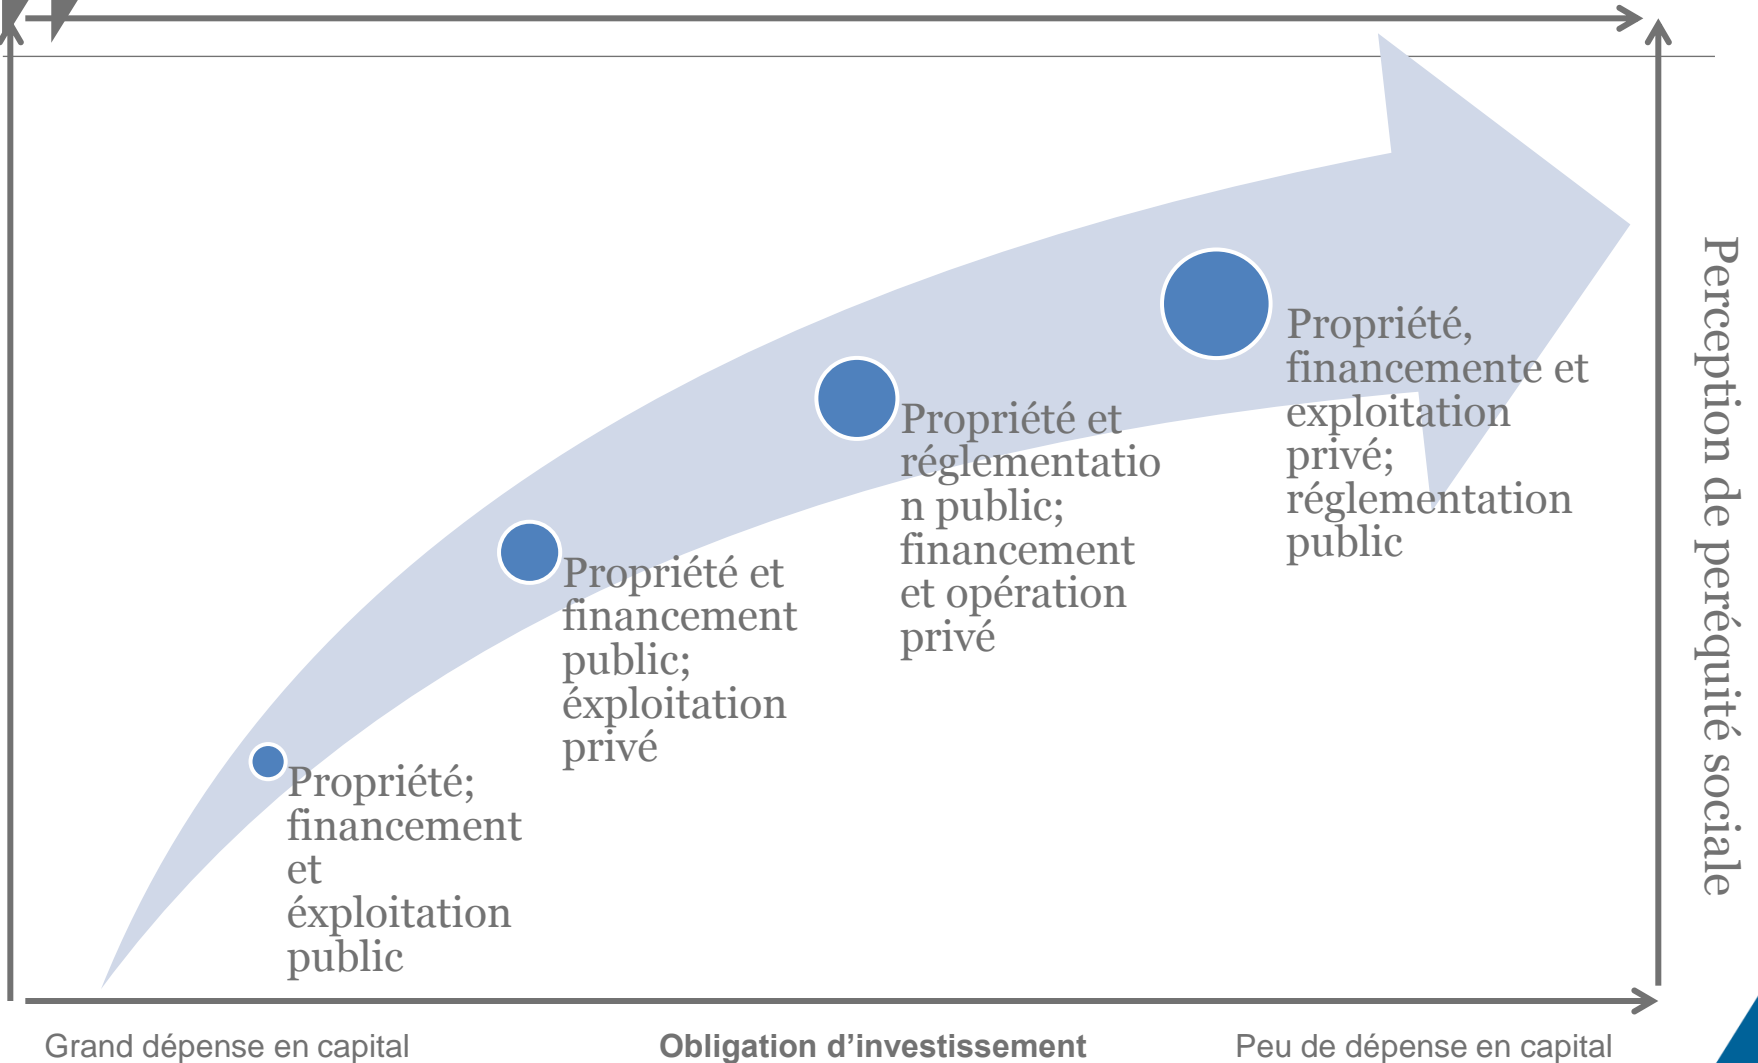 Propriété,
financemente et
exploitation
privé;
réglementation
public
Propriété et
réglementatio
n public;
financement
et opération
privé
Propriété et
financement
public;
éxploitation
privé
Propriété;
financement
et
éxploitation
public
Perception de peréquité sociale
Grand dépense en capital
Obligation d’investissement
Peu de dépense en capital